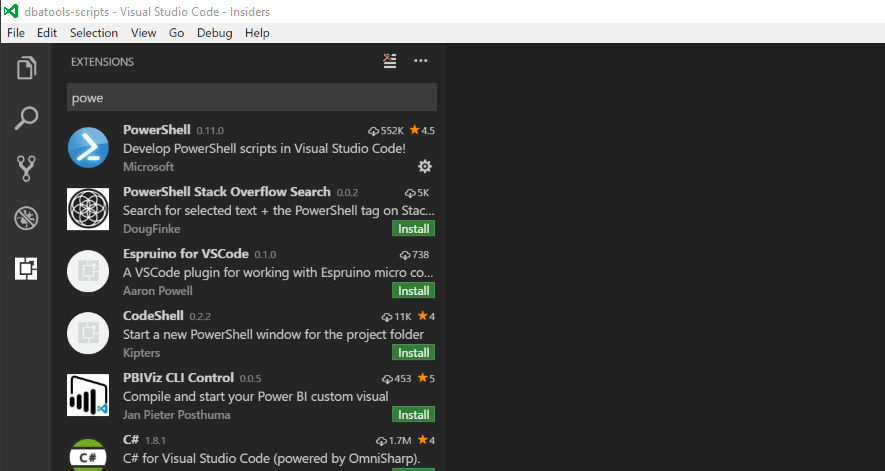 dbatools-scripts - Visual Studio Code - Insiders
File Edit Selection View Go Debug Help
EXTENSIONS
powe
PowerShell 0.11.0 552K 4.5
Develop PowerShell scripts in Visual Studio Code!
Microsoft
PowerShell Stack Overflow Search 0.0.2 5K
Search for selected text + the PowerShell tag on Stac...
DougFinke Install
Espruino for VSCode 0.1.0 738
A VSCode plugin for working with Espruino micro co...
Aaron Powell Install
CodeShell 0.2.2 11K 4
Start a new PowerShell window for the project folder
Kipters Install
PBIViz CLI Control 0.0.5 453 5
Compile and start your Power BI custom visual
Jan Pieter Posthuma Install
C# 1.8.1 1.7M 4
C# C# for Visual Studio Code (powered by OmniSharp).